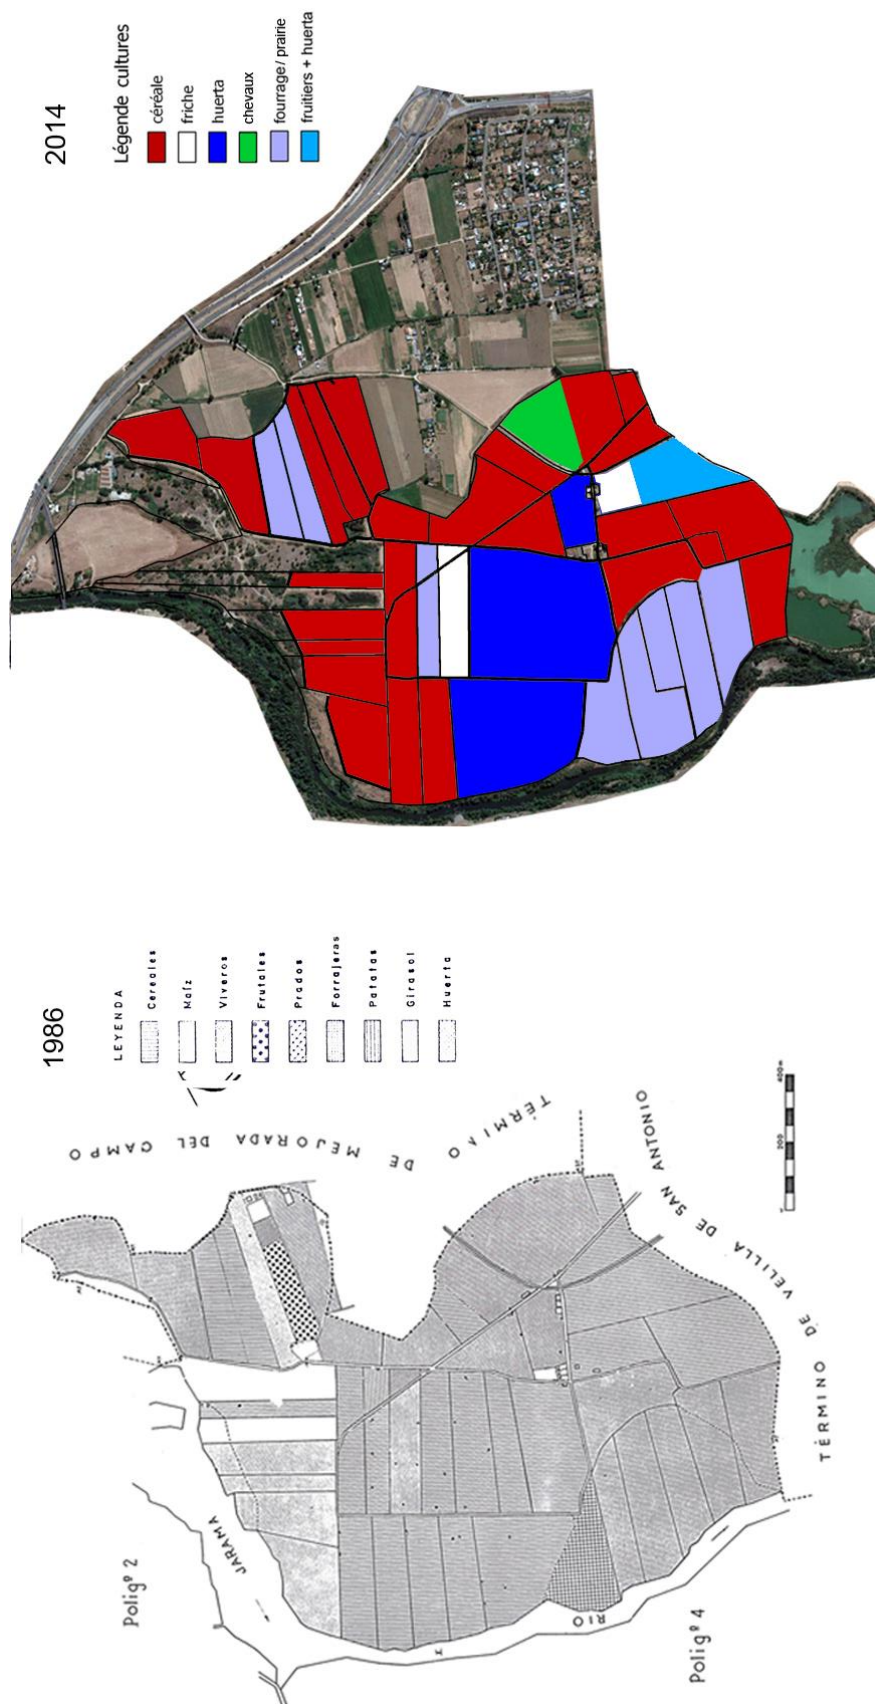 2014
Légende cultures
céréale
friche
huerta
chevaux
fourrage / prairie
fruitiers + huerta
1986
LEYENDA
Cereales
Maíz
Viveros
Frutales
Prados
Forrajeras
Patatas
Girasol
Huerta
TÉRMINO DE MEJORADA DEL CAMPO
TÉRMINO DE VELILLA DE SAN ANTONIO
Poligº 2
JARAMA
RIO
Poligº 4
200
400m